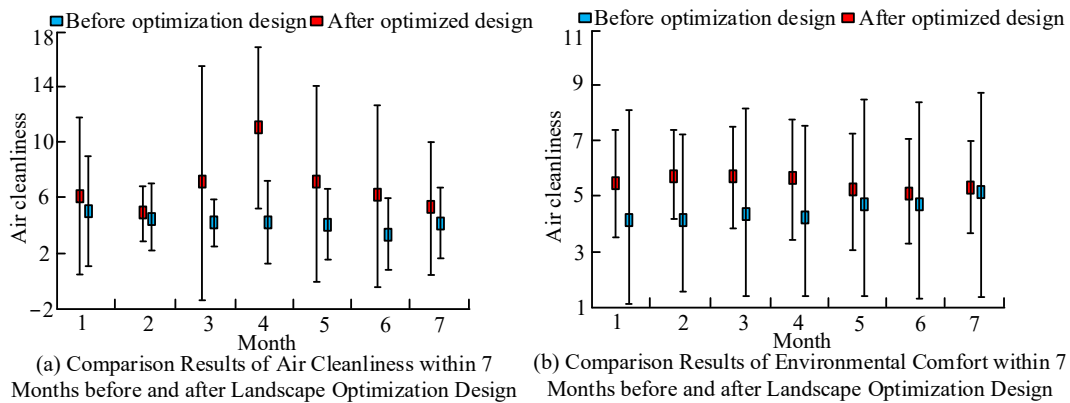 Before optimization design After optimized design
18
14
10
6
2
−2
Air cleanliness
1 2 3 4 5 6 7
Month
(a) Comparison Results of Air Cleanliness within 7
Months before and after Landscape Optimization Design
Before optimization design After optimized design
11
9
7
5
3
1
Air cleanliness
1 2 3 4 5 6 7
Month
(b) Comparison Results of Environmental Comfort within 7
Months before and after Landscape Optimization Design